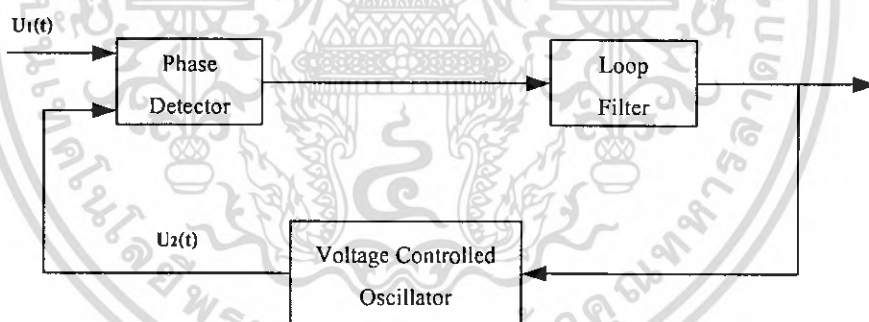 U1(t)
Phase
Detector
Loop
Filter
U2(t)
Voltage Controlled
Oscillator